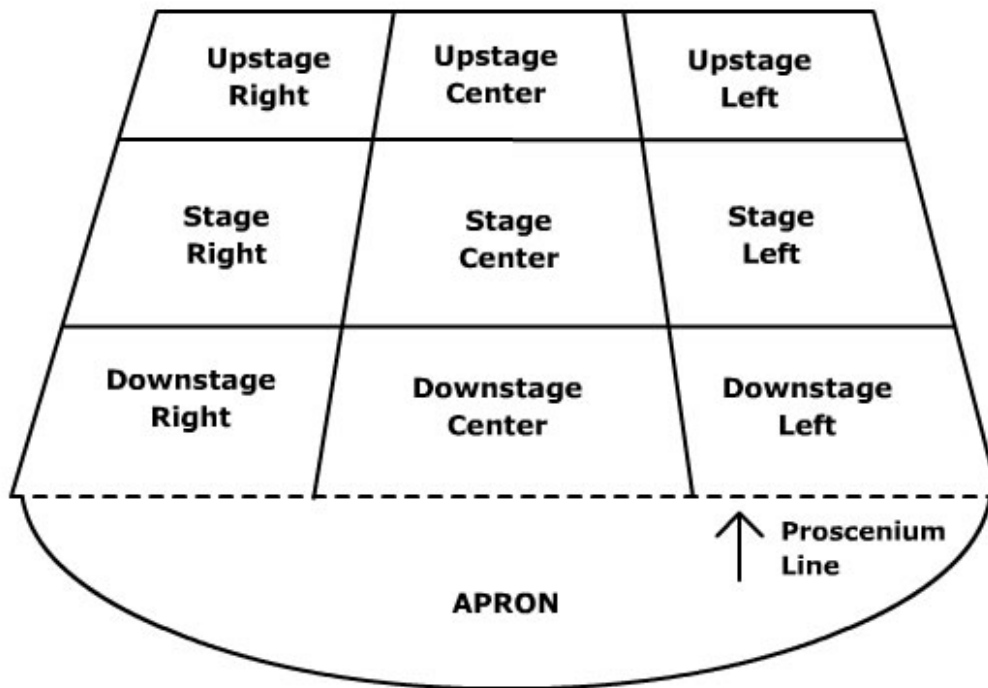 Upstage
Right
Upstage
Center
Upstage
Left
Stage
Right
Stage
Center
Stage
Left
Downstage
Right
Downstage
Center
Downstage
Left
Proscenium
Line
APRON